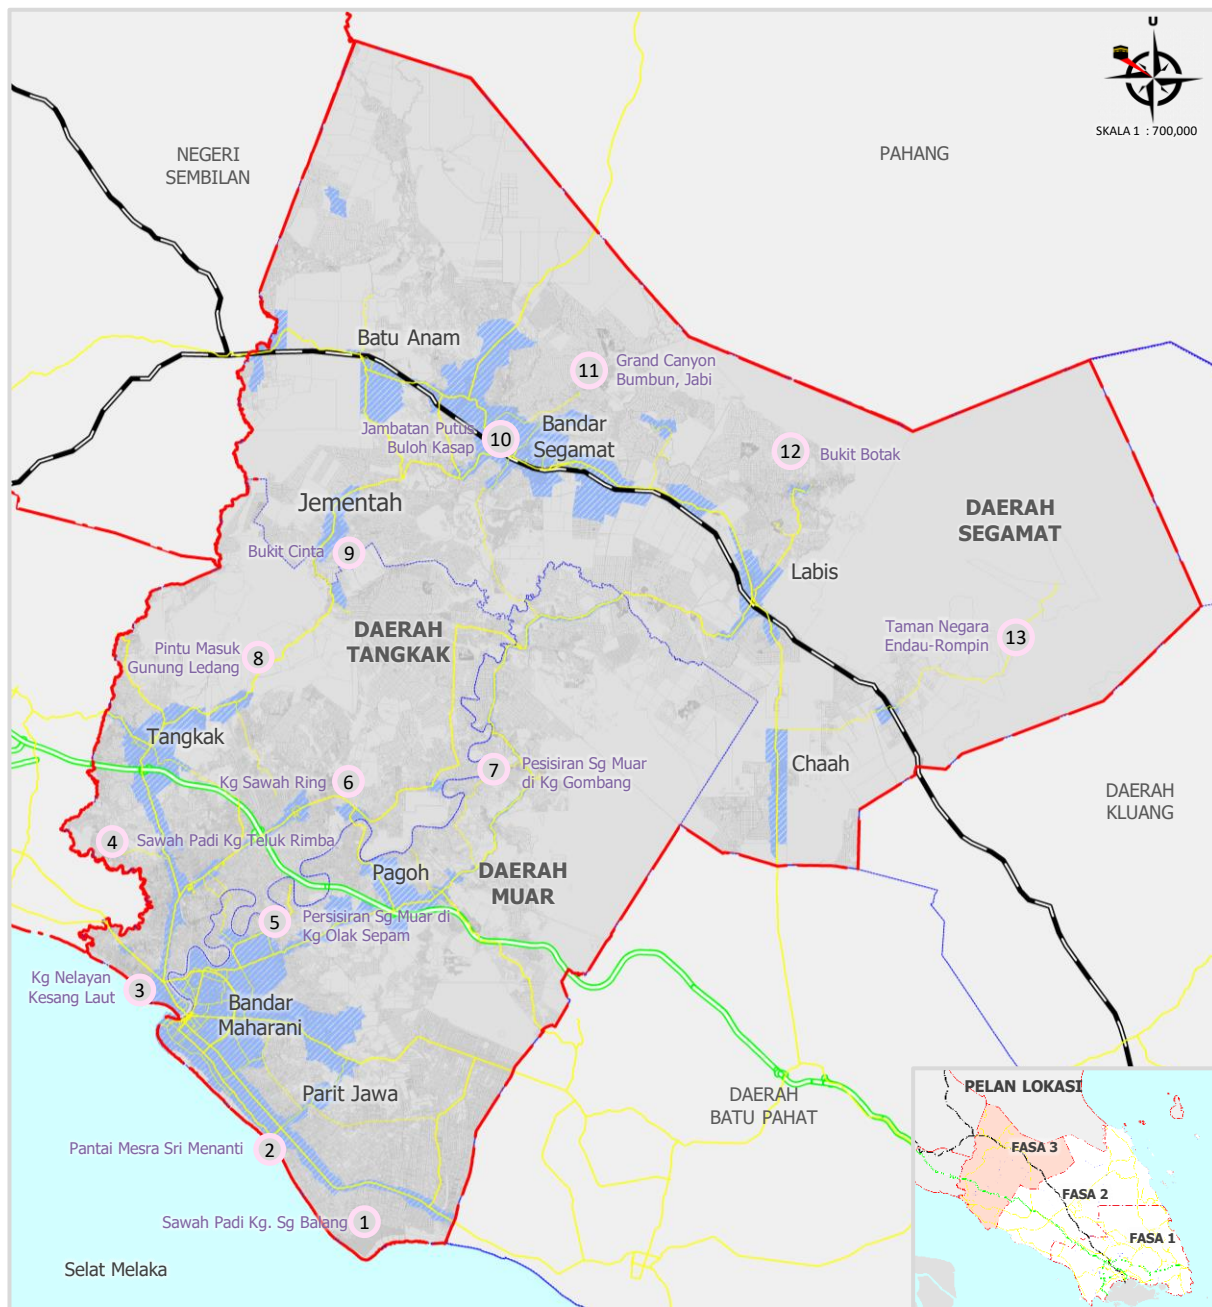 U
SKALA 1 : 700,000
NEGERI
SEMBILAN
PAHANG
Batu Anam
11
Grand Canyon
Bumbun, Jabi
Jambatan Putus
Buloh Kasap
10
Bandar
Segamat
12
Bukit Botak
Jementah
DAERAH
SEGAMAT
Bukit Cinta
9
Labis
DAERAH
TANGKAK
Pintu Masuk
Gunung Ledang
8
Taman Negara
Endau-Rompin
13
Tangkak
Kg Sawah Ring
6
7
Pesisiran Sg Muar
di Kg Gombang
Chaah
DAERAH
KLUANG
4
Sawah Padi Kg Teluk Rimba
Pagoh
DAERAH
MUAR
5
Persisiran Sg Muar di
Kg Olak Sepam
Kg Nelayan
Kesang Laut
3
Bandar
Maharani
Parit Jawa
DAERAH
BATU PAHAT
Pantai Mesra Sri Menanti
2
Sawah Padi Kg. Sg Balang
1
Selat Melaka
PELAN LOKASI
FASA 3
FASA 2
FASA 1